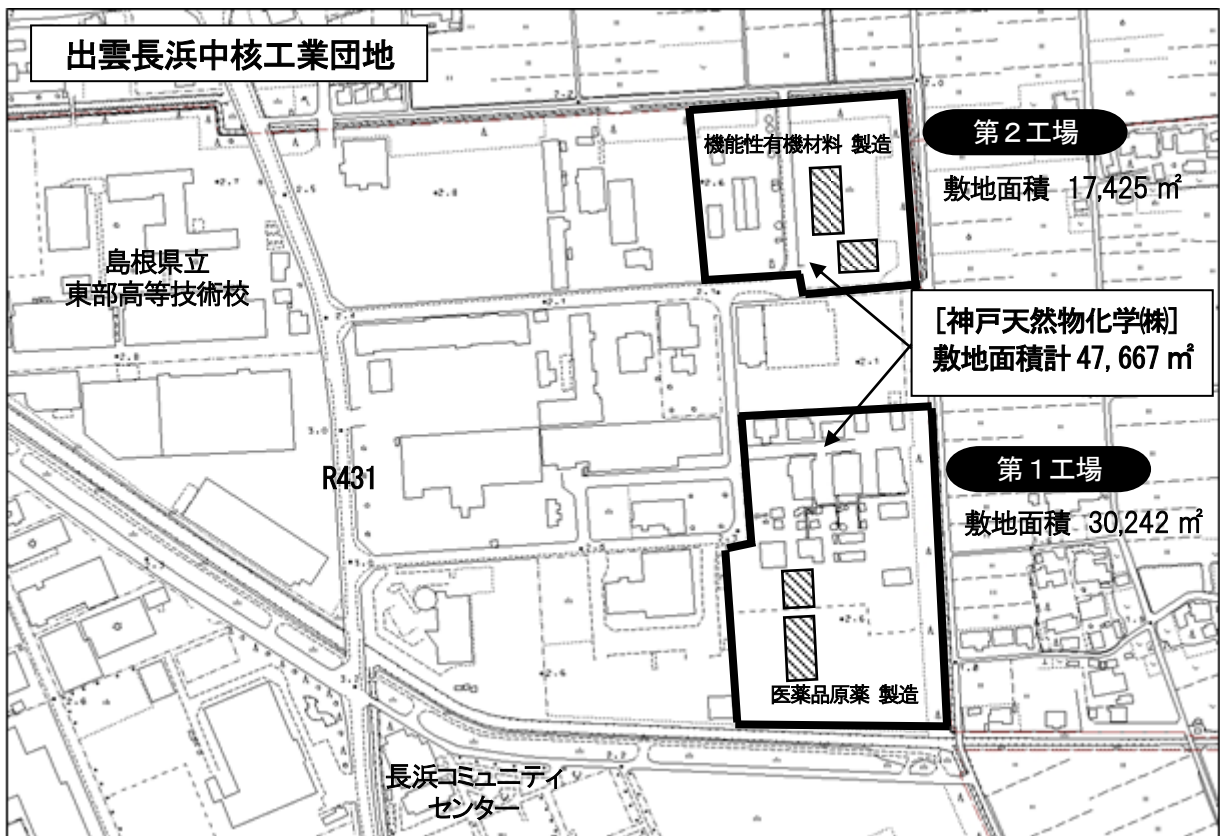 出雲長浜中核工業団地
機能性有機材料 製造
第2工場
敷地面積 17,425 ㎡
島根県立
東部高等技術校
[神戸天然物化学㈱]
敷地面積計 47,667 ㎡
R431
第1工場
敷地面積 30,242 ㎡
医薬品原薬 製造
長浜コミュニティ
センター